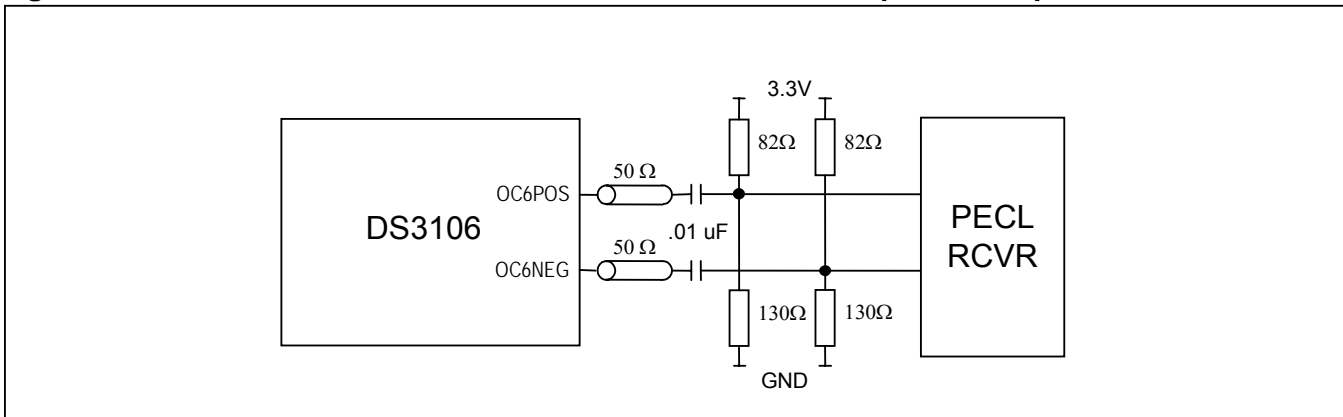 3.3V
82Ω 82Ω
50 Ω
OC6POS
DS3106
.01 uF
PECL
RCVR
50 Ω
OC6NEG
130Ω 130Ω
GND